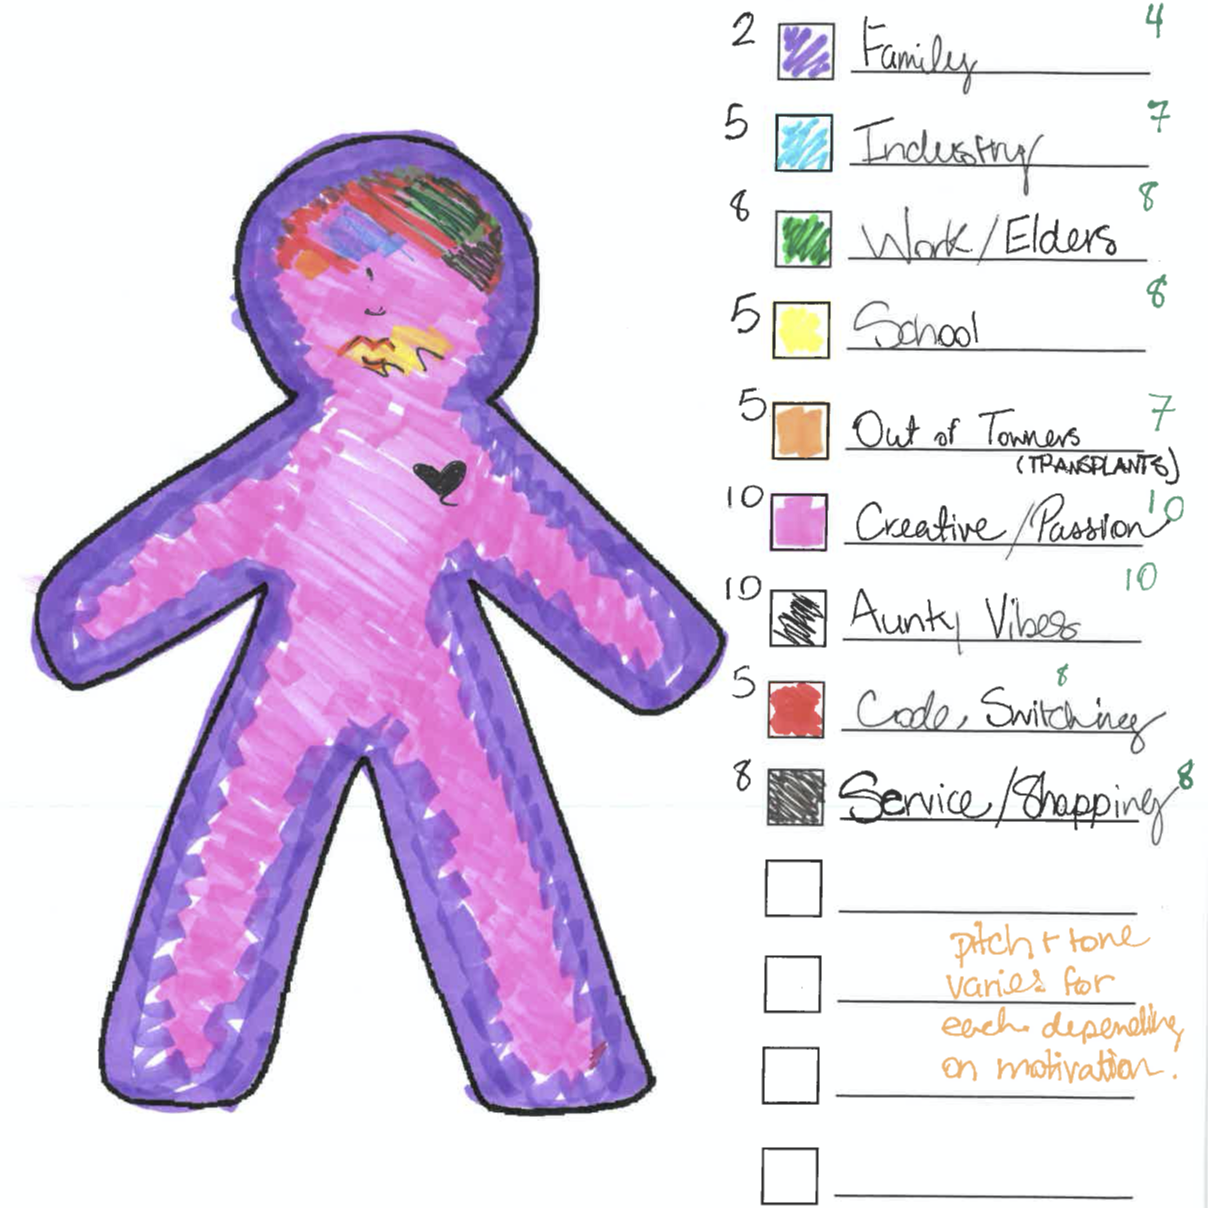 2 Family 4
5 Industry 7
8 Work/Elders 8
5 School 8
5 Out of Towners 7
(TRANSPLANTS)
10 Creative/Passion 10
10 Aunty Vibes 10
5 Code, Switching 8
8 Service/Shopping 8
pitch + tone
varies for
each depending
on motivation.